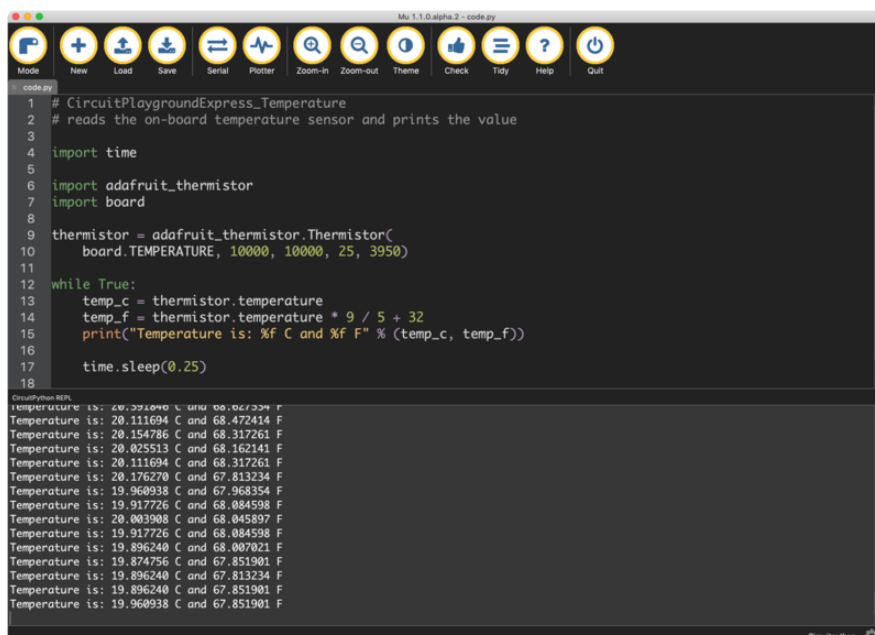 Mu 1.1.0.alpha.2 - code.py
Mode New Load Save Serial Plotter Zoom-in Zoom-out Theme Check Tidy Help Quit
code.py
1 # CircuitPlaygroundExpress_Temperature
2 # reads the on-board temperature sensor and prints the value
3
4 import time
5
6 import adafruit_thermistor
7 import board
8
9 thermistor = adafruit_thermistor.Thermistor(
10 board.TEMPERATURE, 10000, 10000, 25, 3950)
11
12 while True:
13 temp_c = thermistor.temperature
14 temp_f = thermistor.temperature * 9 / 5 + 32
15 print("Temperature is: %f C and %f F" % (temp_c, temp_f))
16
17 time.sleep(0.25)
18
CircuitPython REPL
Temperature is: 20.391846 C and 68.627534 F
Temperature is: 20.111694 C and 68.472414 F
Temperature is: 20.154786 C and 68.317261 F
Temperature is: 20.025513 C and 68.162141 F
Temperature is: 20.111694 C and 68.317261 F
Temperature is: 20.176270 C and 67.813234 F
Temperature is: 19.960938 C and 67.968354 F
Temperature is: 19.917726 C and 68.084598 F
Temperature is: 20.003908 C and 68.045897 F
Temperature is: 19.917726 C and 68.084598 F
Temperature is: 19.896240 C and 68.007021 F
Temperature is: 19.874756 C and 67.851901 F
Temperature is: 19.896240 C and 67.813234 F
Temperature is: 19.896240 C and 67.851901 F
Temperature is: 19.960938 C and 67.851901 F